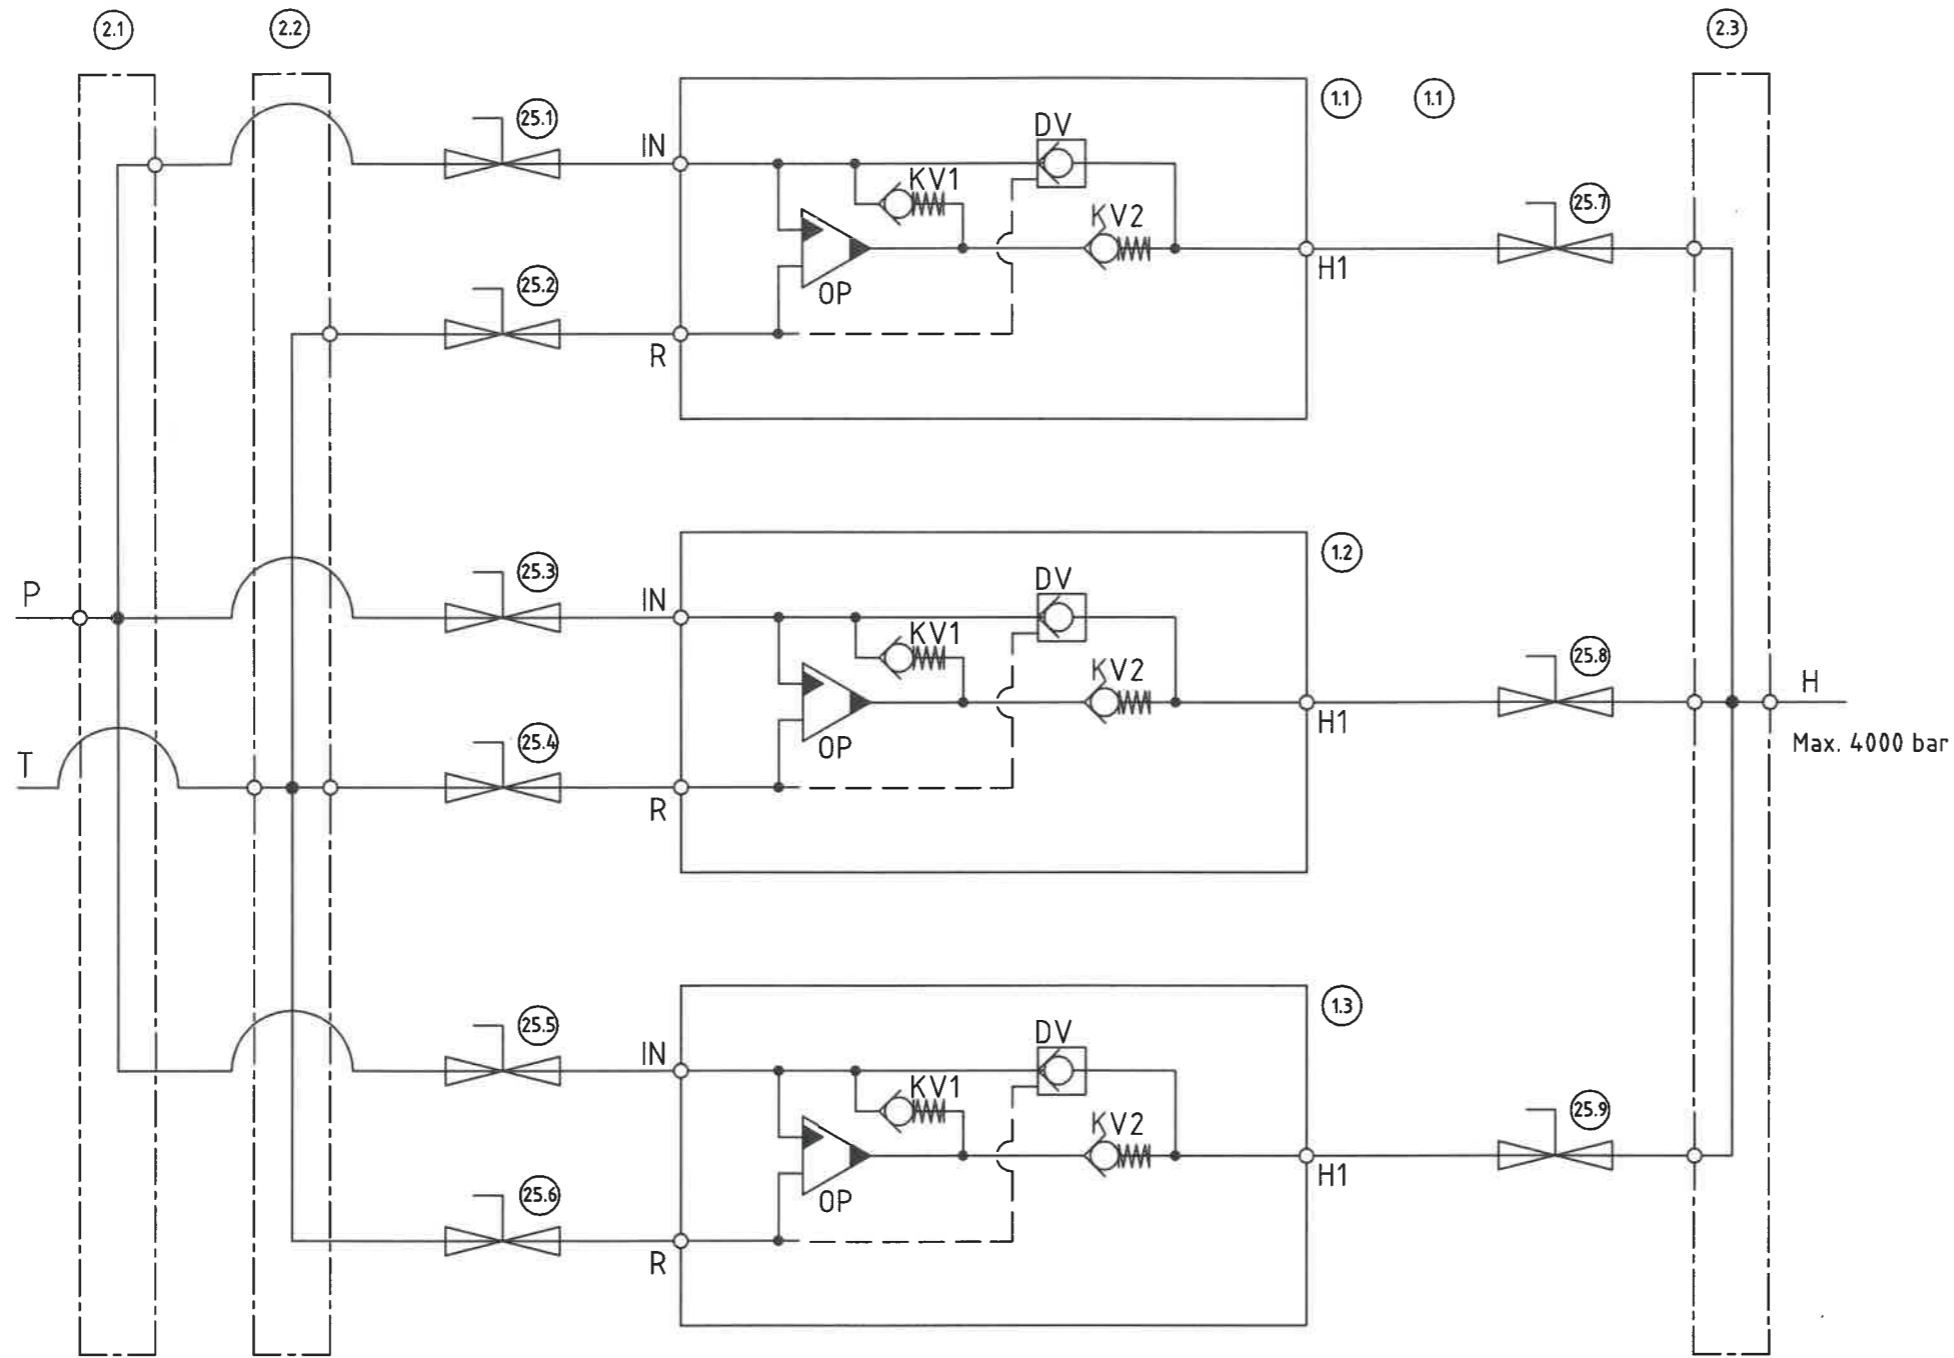 2.1
2.2
2.3
25.1
IN
DV
1.1
1.1
KV1
25.7
KV2
25.2
H1
OP
R
25.3
1.2
P
IN
DV
KV1
25.8
KV2
H
25.4
H1
T
OP
Max. 4000 bar
R
25.5
1.3
IN
DV
KV1
25.9
KV2
H1
25.6
OP
R